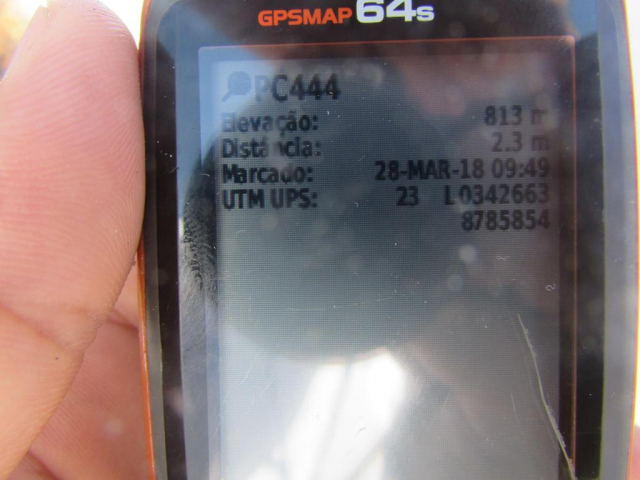 GPSMAP 64s
PC444
Elevação: 813 m
Distância: 2.3 m
Marcado: 28-MAR-18 09:49
UTM UPS: 23 L 0342663
8785854